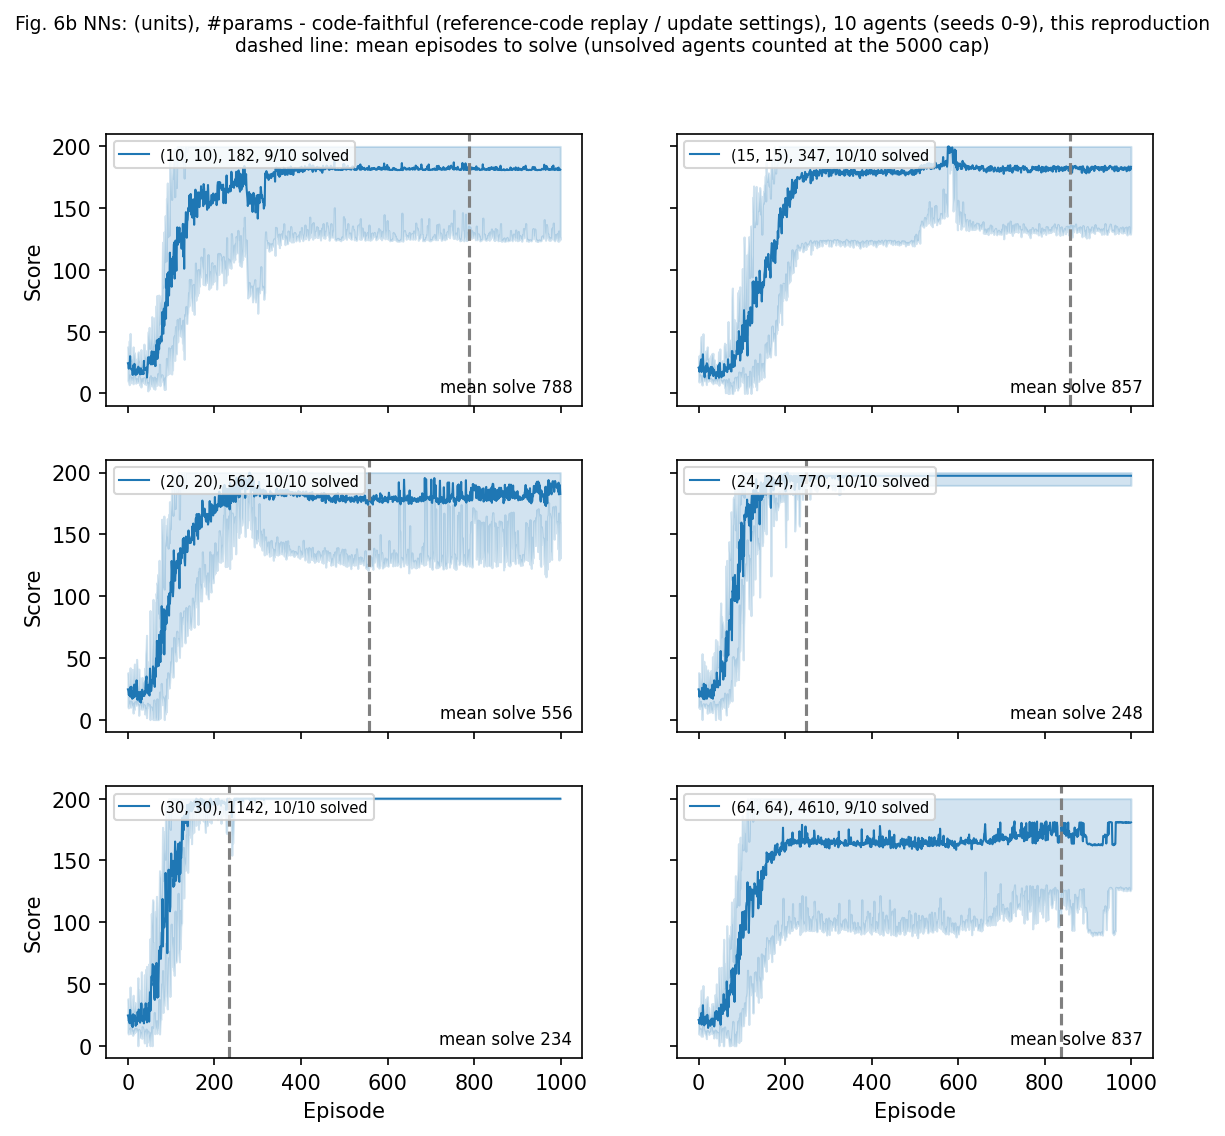 Fig. 6b NNs: (units), #params - code-faithful (reference-code replay / update settings), 10 agents (seeds 0-9), this reproduction
dashed line: mean episodes to solve (unsolved agents counted at the 5000 cap)
200
150
100
50
0
Score
(10, 10), 182, 9/10 solved
mean solve 788
(15, 15), 347, 10/10 solved
mean solve 857
200
150
100
50
0
Score
(20, 20), 562, 10/10 solved
mean solve 556
(24, 24), 770, 10/10 solved
mean solve 248
200
150
100
50
0
Score
(30, 30), 1142, 10/10 solved
mean solve 234
0 200 400 600 800 1000
Episode
(64, 64), 4610, 9/10 solved
mean solve 837
0 200 400 600 800 1000
Episode